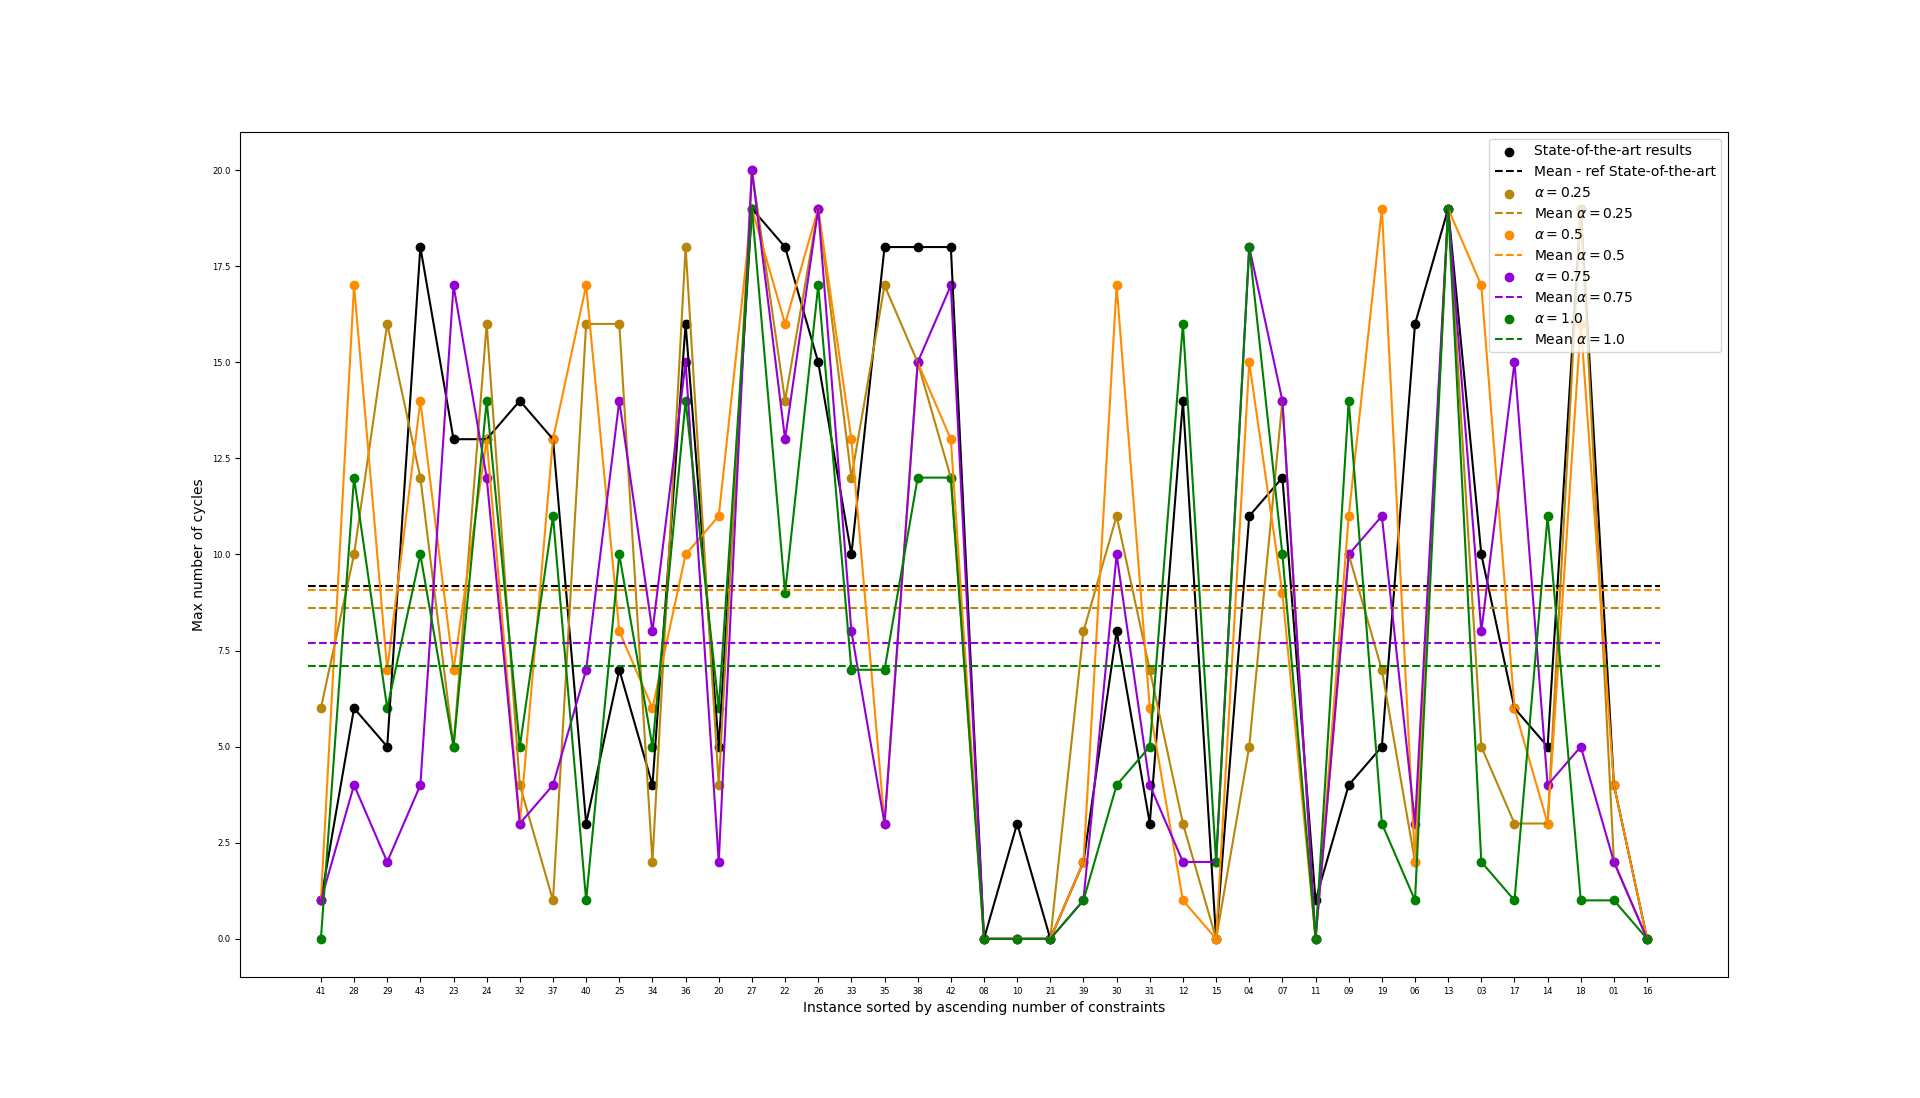 State-of-the-art results
Mean - ref State-of-the-art
α = 0.25
Mean α = 0.25
α = 0.5
Mean α = 0.5
α = 0.75
Mean α = 0.75
α = 1.0
Mean α = 1.0
20.0
17.5
15.0
12.5
10.0
7.5
5.0
2.5
0.0
Max number of cycles
41 28 29 43 23 24 32 37 40 25 34 36 20 27 22 26 33 35 38 42 08 10 21 39 30 31 12 15 04 07 11 09 19 06 13 03 17 14 18 01 16
Instance sorted by ascending number of constraints